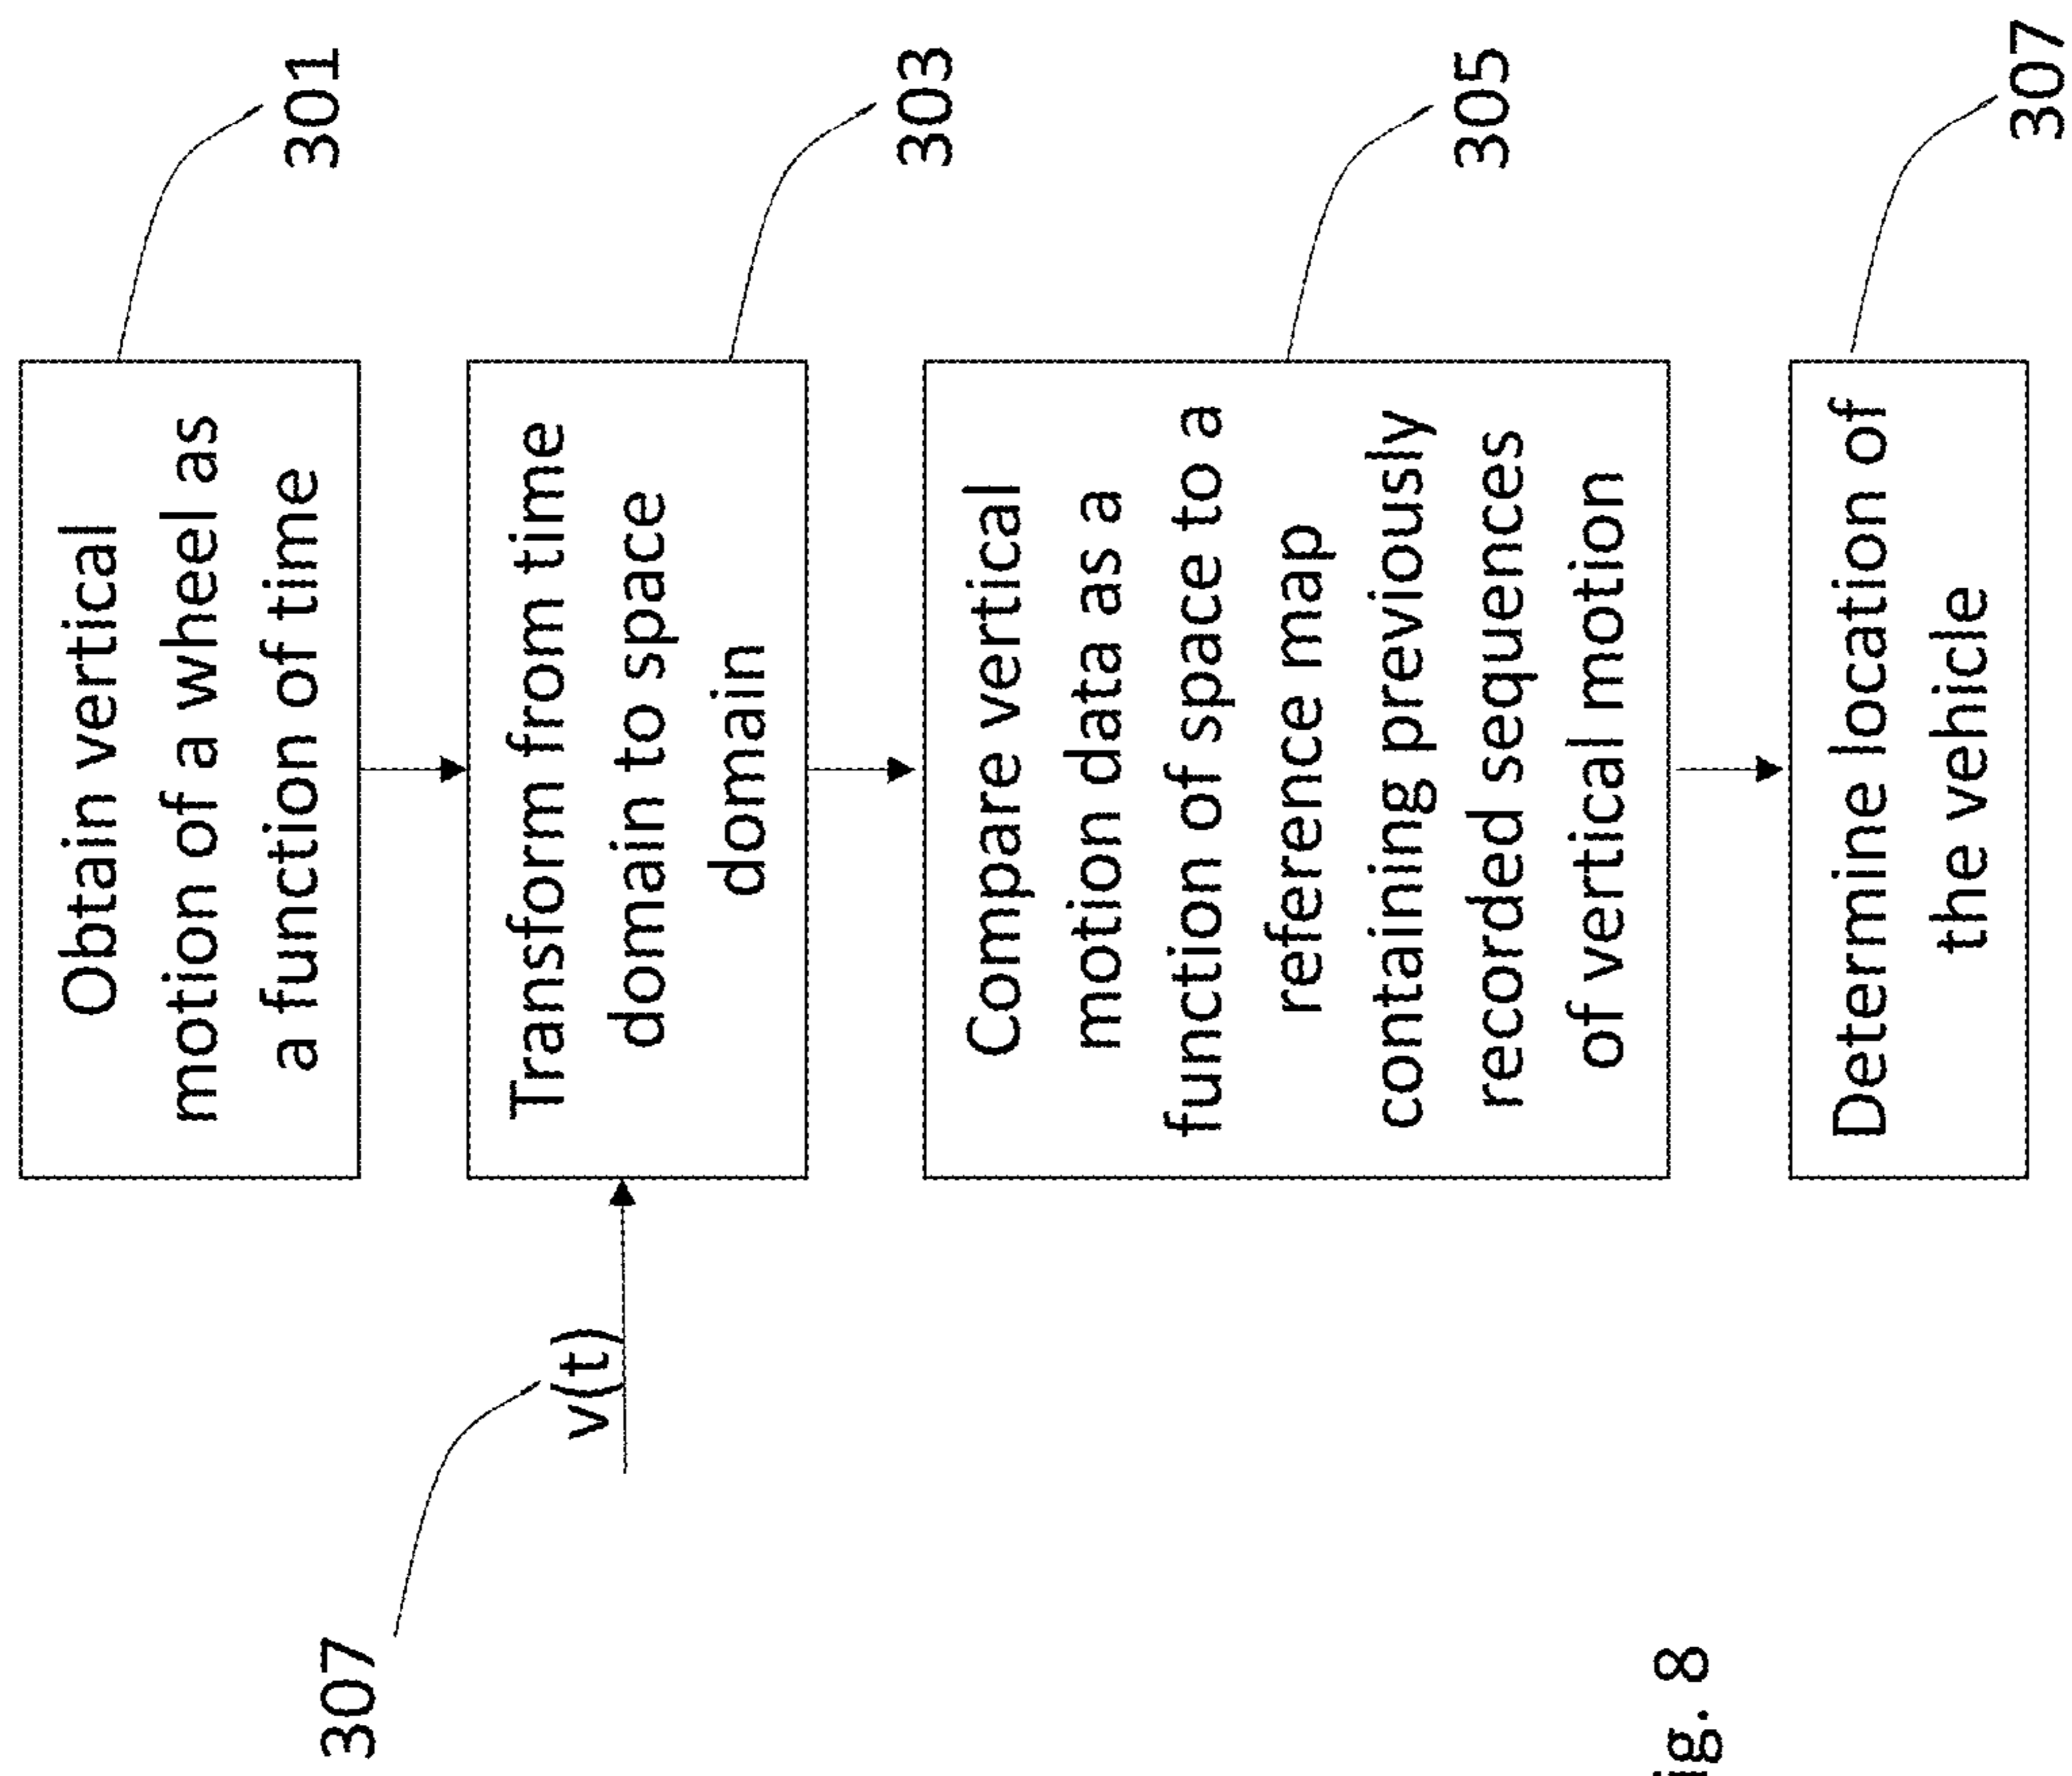 Obtain vertical
motion of a wheel as
a function of time
301
307
v(t)
Transform from time
domain to space
domain
303
Compare vertical
motion data as a
function of space to a
reference map
containing previously
recorded sequences
of vertical motion
305
Determine location of
the vehicle
307
ig. 8